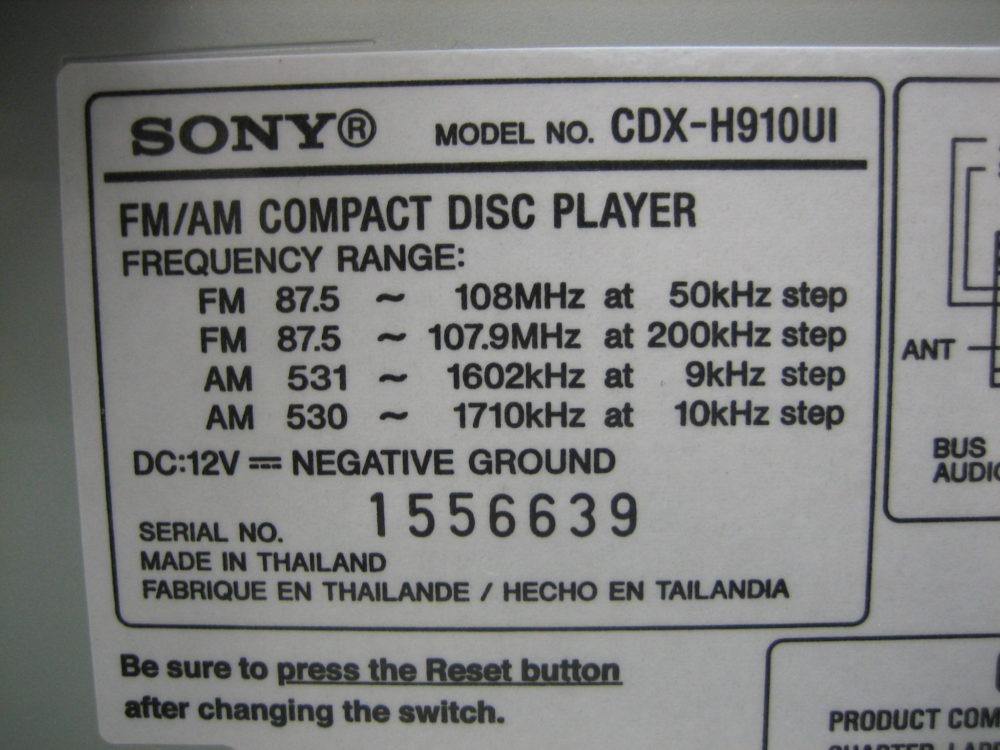 SONY® MODEL NO. CDX-H910UI
FM/AM COMPACT DISC PLAYER
FREQUENCY RANGE:
FM 87.5 ~ 108MHz at 50kHz step
FM 87.5 ~ 107.9MHz at 200kHz step
AM 531 ~ 1602kHz at 9kHz step
AM 530 ~ 1710kHz at 10kHz step
DC:12V ⎓ NEGATIVE GROUND
SERIAL NO. 1556639
MADE IN THAILAND
FABRIQUE EN THAILANDE / HECHO EN TAILANDIA
Be sure to press the Reset button
after changing the switch.
ANT
BUS
AUDIO
PRODUCT COM